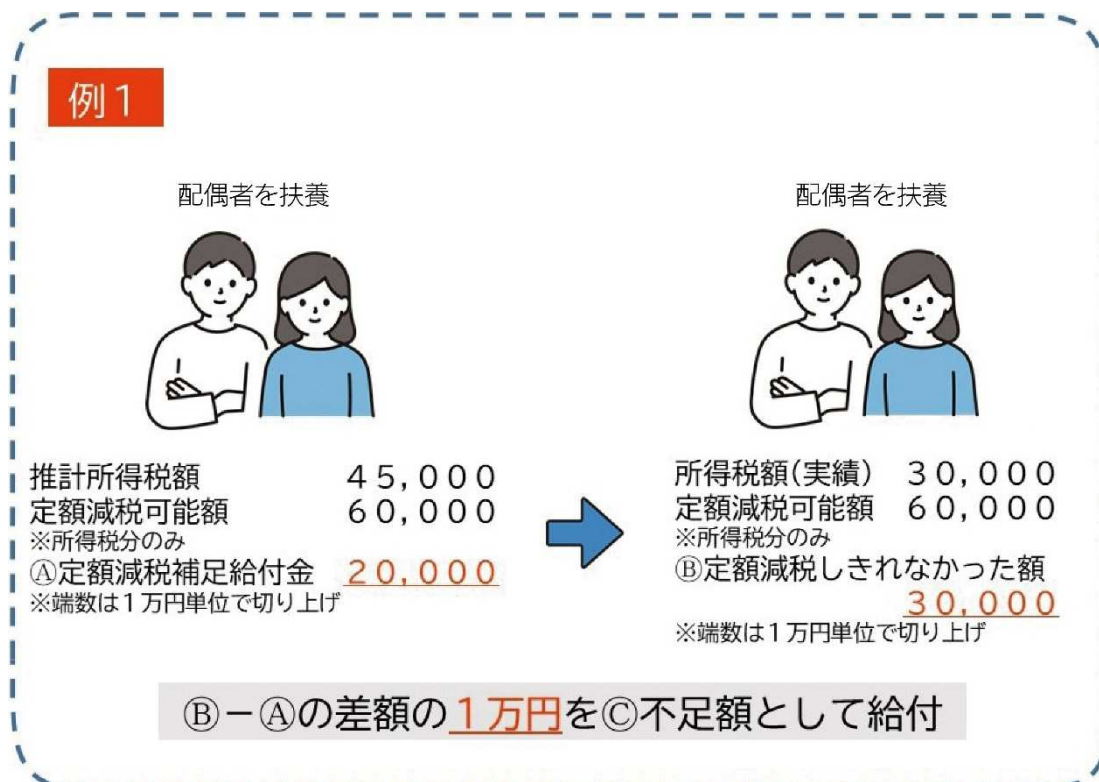 例１
配偶者を扶養
推計所得税額 ４５,０００
定額減税可能額 ６０,０００
※所得税分のみ
Ⓐ定額減税補足給付金 ２０,０００
※端数は１万円単位で切り上げ
配偶者を扶養
所得税額（実績） ３０,０００
定額減税可能額 ６０,０００
※所得税分のみ
Ⓑ定額減税しきれなかった額
３０,０００
※端数は１万円単位で切り上げ
Ⓑ－Ⓐの差額の１万円をⒸ不足額として給付